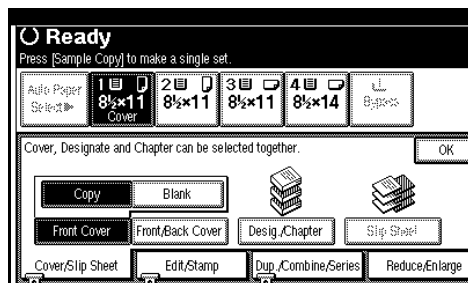 Ready
Press [Sample Copy] to make a single set.
Auto Paper Select▶ 1 8½×11 Cover 2 8½×11 3 8½×11 4 8½×14 Bypass
Cover, Designate and Chapter can be selected together. OK
Copy Blank
Front Cover Front/Back Cover Desig./Chapter Slip Sheet
Cover/Slip Sheet Edit/Stamp Dup./Combine/Series Reduce/Enlarge